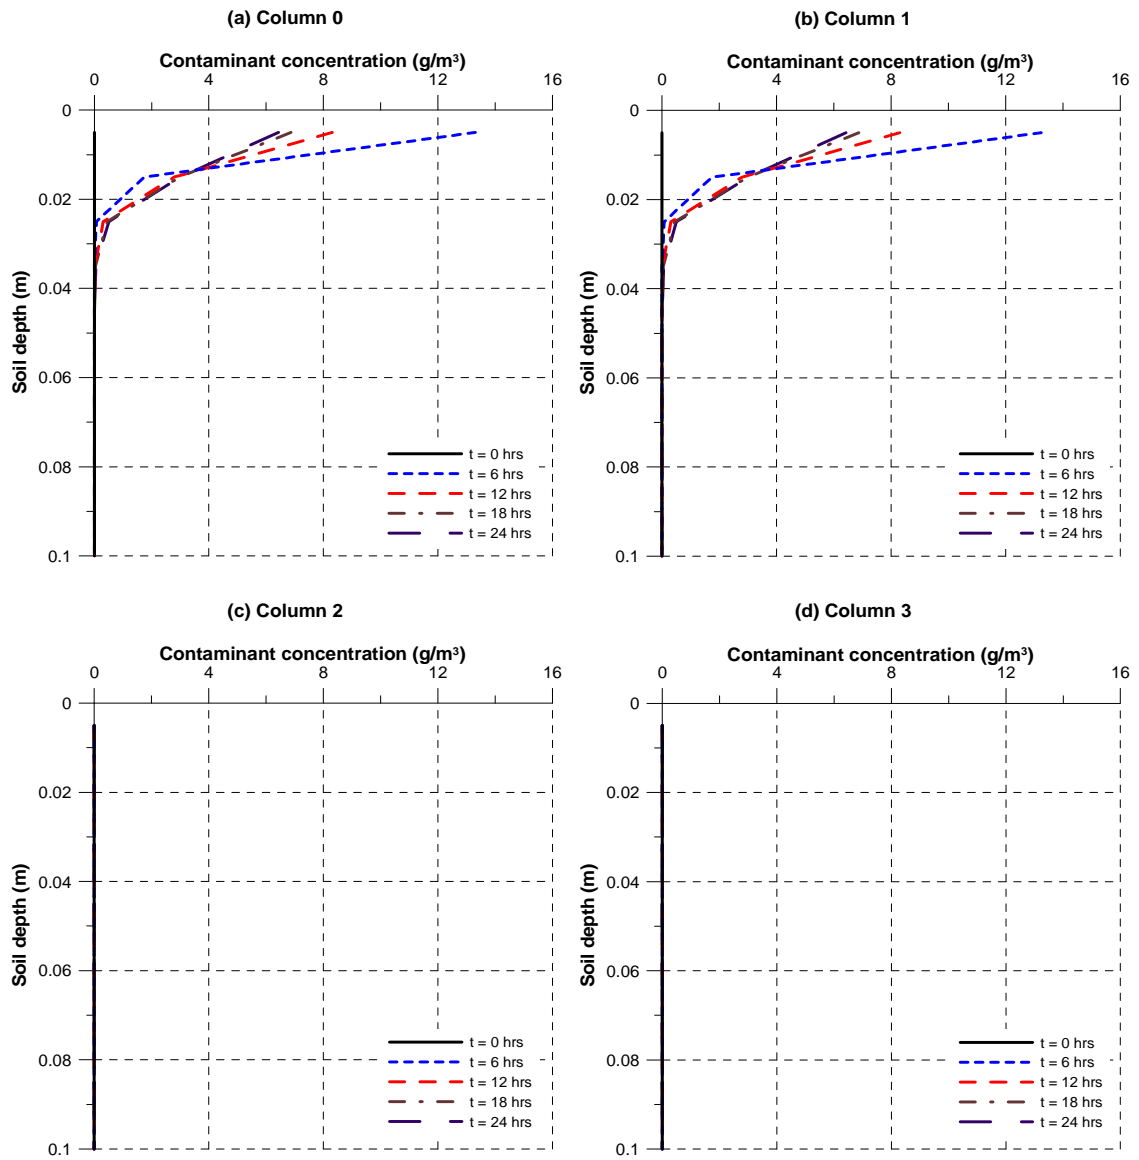 (a) Column 0
Contaminant concentration (g/m³)
0 4 8 12 16
0
0.02
0.04
0.06
0.08
0.1
Soil depth (m)
t = 0 hrs
t = 6 hrs
t = 12 hrs
t = 18 hrs
t = 24 hrs
(b) Column 1
Contaminant concentration (g/m³)
0 4 8 12 16
0
0.02
0.04
0.06
0.08
0.1
Soil depth (m)
t = 0 hrs
t = 6 hrs
t = 12 hrs
t = 18 hrs
t = 24 hrs
(c) Column 2
Contaminant concentration (g/m³)
0 4 8 12 16
0
0.02
0.04
0.06
0.08
0.1
Soil depth (m)
t = 0 hrs
t = 6 hrs
t = 12 hrs
t = 18 hrs
t = 24 hrs
(d) Column 3
Contaminant concentration (g/m³)
0 4 8 12 16
0
0.02
0.04
0.06
0.08
0.1
Soil depth (m)
t = 0 hrs
t = 6 hrs
t = 12 hrs
t = 18 hrs
t = 24 hrs